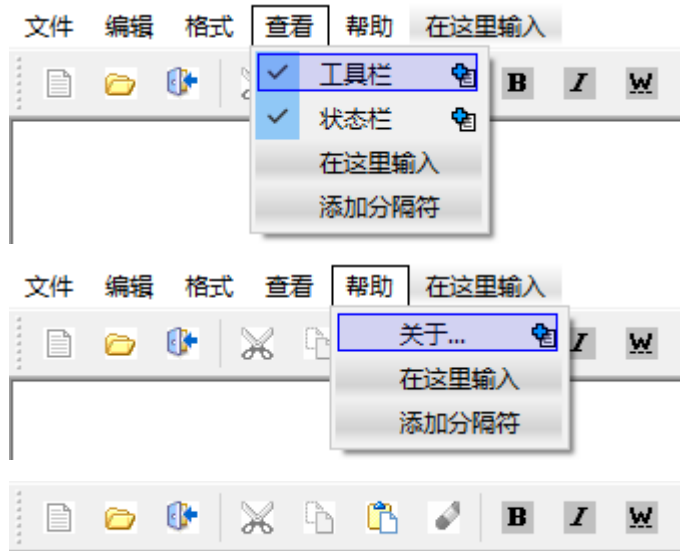 文件 编辑 格式 查看 帮助 在这里输入
B I W
工具栏
状态栏
在这里输入
添加分隔符
文件 编辑 格式 查看 帮助 在这里输入
I W
关于...
在这里输入
添加分隔符
B I W